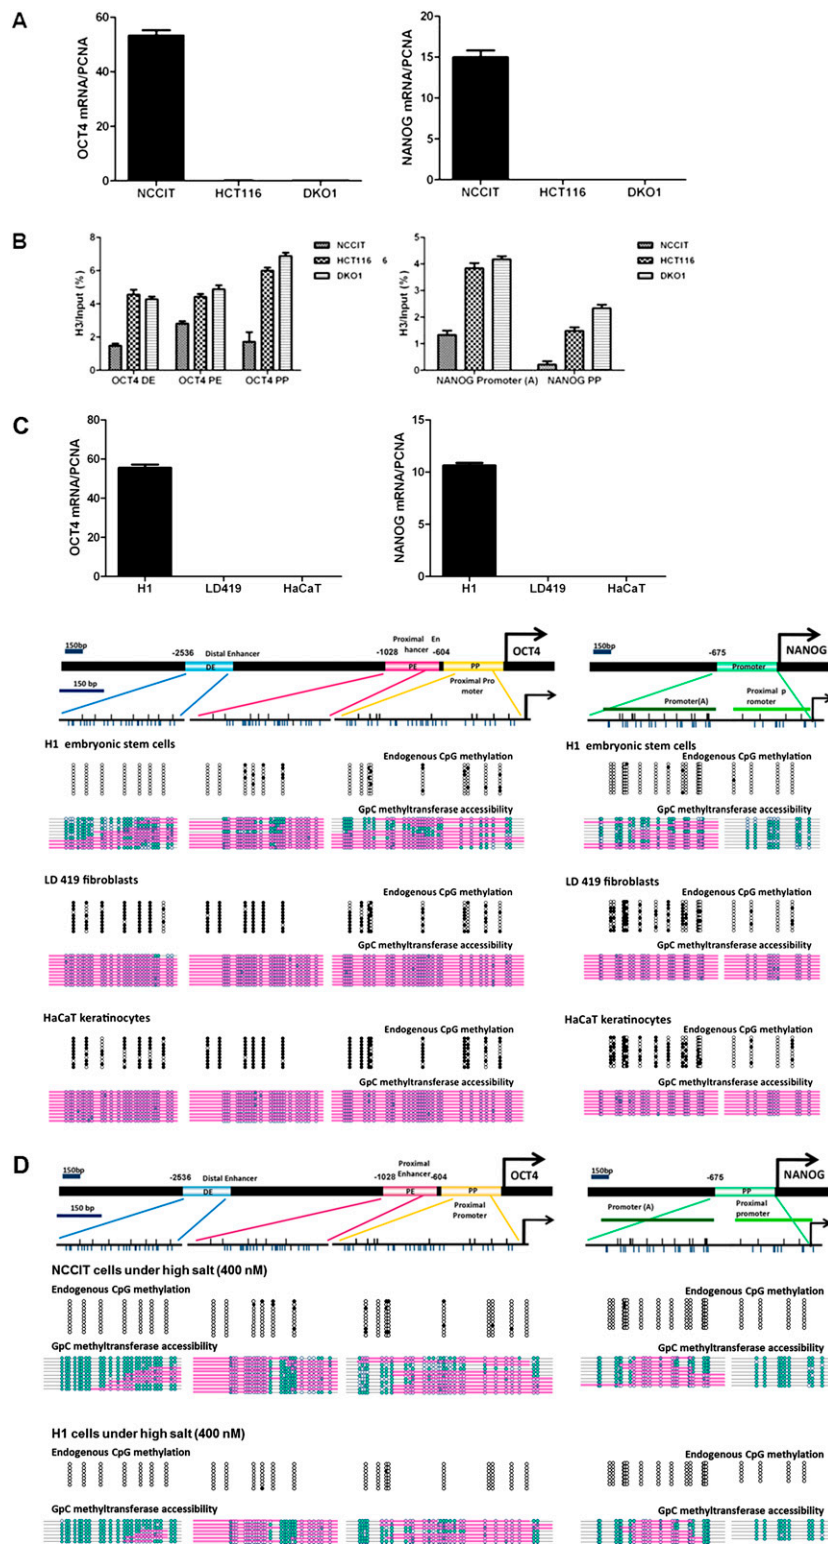 A
OCT4 mRNA/PCNA
60
40
20
0
NCCIT HCT116 DKO1
NANOG mRNA/PCNA
20
15
10
5
0
NCCIT HCT116 DKO1
B
H3/Input (%)
8
6
4
2
0
OCT4 DE OCT4 PE OCT4 PP
NCCIT
HCT116 6
DKO1
H3/Input (%)
5
4
3
2
1
0
NANOG Promoter (A) NANOG PP
NCCIT
HCT116
DKO1
C
OCT4 mRNA/PCNA
80
60
40
20
0
H1 LD419 HaCaT
NANOG mRNA/PCNA
15
10
5
0
H1 LD419 HaCaT
150bp
-2536 Distal Enhancer
-1028
Proximal En
hancer
-604
OCT4
DE PE PP
150 bp
Proximal Pro
moter
150bp
-675
NANOG
Promoter
Promoter(A)
Proximal p
romoter
H1 embryonic stem cells
Endogenous CpG methylation
GpC methyltransferase accessibility
H1 embryonic stem cells
Endogenous CpG methylation
GpC methyltransferase accessibility
LD 419 fibroblasts
Endogenous CpG methylation
GpC methyltransferase accessibility
LD 419 fibroblasts
Endogenous CpG methylation
GpC methyltransferase accessibility
HaCaT keratinocytes
Endogenous CpG methylation
GpC methyltransferase accessibility
HaCaT keratinocytes
Endogenous CpG methylation
GpC methyltransferase accessibility
D
150bp
-2536 Distal Enhancer
-1028
Proximal
Enhancer
-604
OCT4
DE PE PP
150 bp
Proximal
Promoter
150bp
-675
NANOG
PP
Promoter (A)
Proximal
promoter
NCCIT cells under high salt (400 nM)
Endogenous CpG methylation
Endogenous CpG methylation
GpC methyltransferase accessibility
GpC methyltransferase accessibility
H1 cells under high salt (400 nM)
Endogenous CpG methylation
Endogenous CpG methylation
GpC methyltransferase accessibility
GpC methyltransferase accessibility